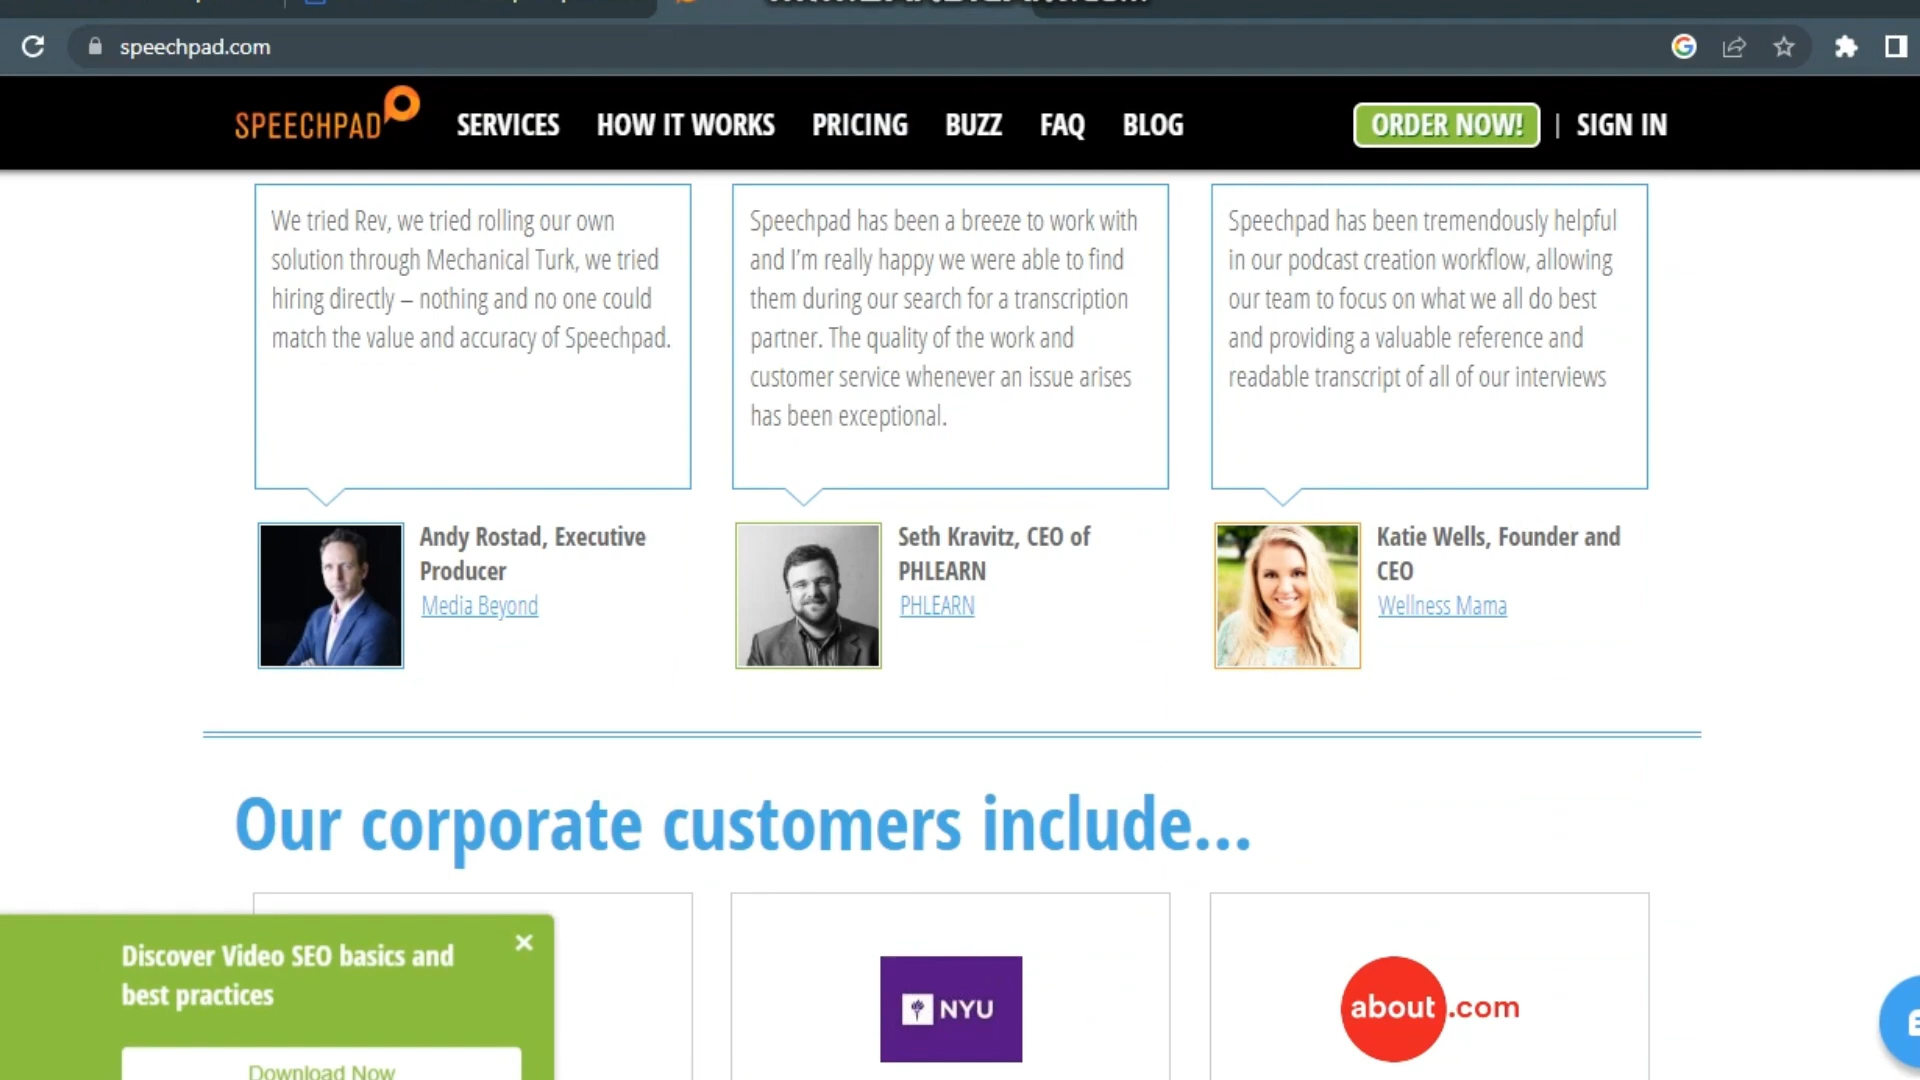 speechpad.com
SPEECHPAD SERVICES HOW IT WORKS PRICING BUZZ FAQ BLOG ORDER NOW! | SIGN IN
We tried Rev, we tried rolling our own
solution through Mechanical Turk, we tried
hiring directly – nothing and no one could
match the value and accuracy of Speechpad.
Speechpad has been a breeze to work with
and I'm really happy we were able to find
them during our search for a transcription
partner. The quality of the work and
customer service whenever an issue arises
has been exceptional.
Speechpad has been tremendously helpful
in our podcast creation workflow, allowing
our team to focus on what we all do best
and providing a valuable reference and
readable transcript of all of our interviews
Andy Rostad, Executive
Producer
Media Beyond
Seth Kravitz, CEO of
PHLEARN
PHLEARN
Katie Wells, Founder and
CEO
Wellness Mama
Our corporate customers include...
Discover Video SEO basics and
best practices
Download Now
NYU
about.com